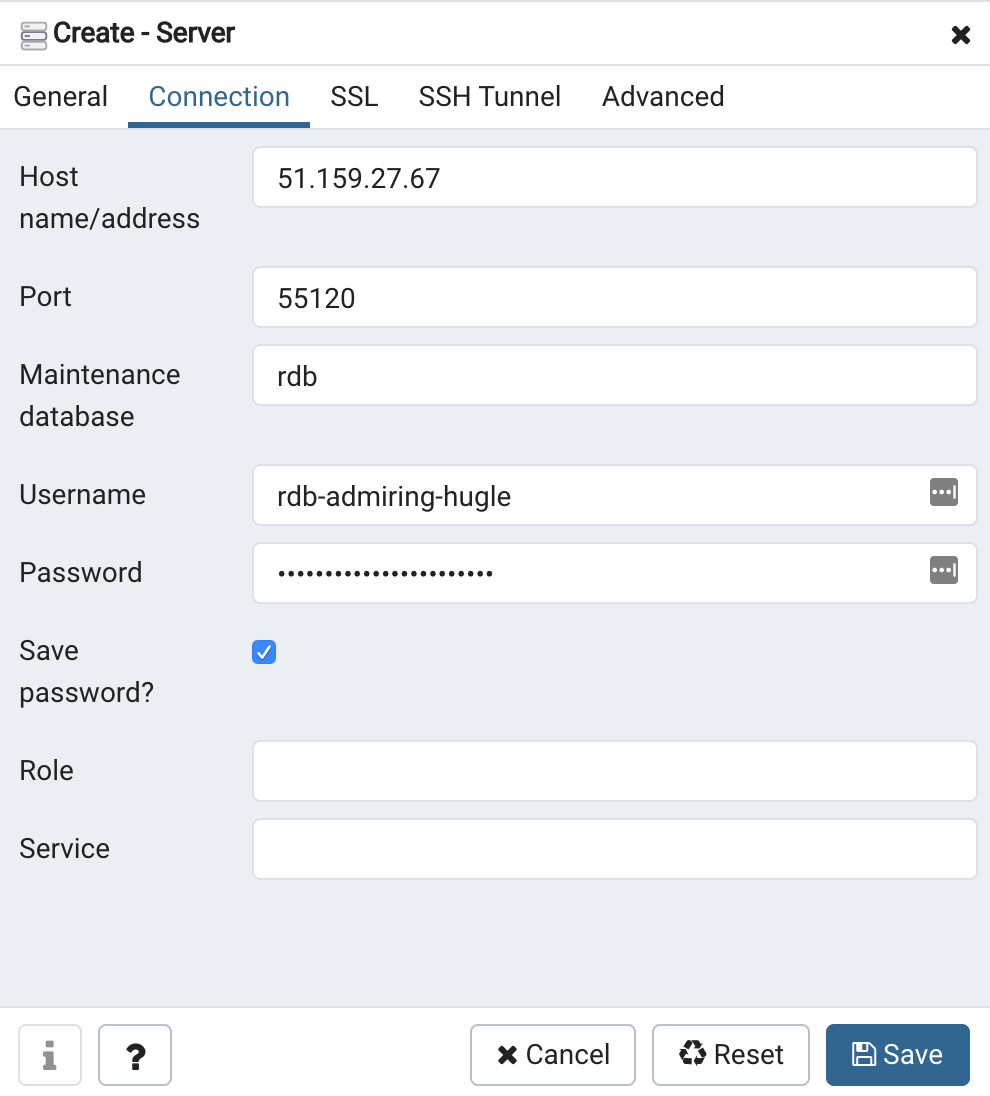 Create - Server
General Connection SSL SSH Tunnel Advanced
Host
name/address
51.159.27.67
Port
55120
Maintenance
database
rdb
Username
rdb-admiring-hugle
Password
•••••••••••••••••••••••
Save
password?
Role
Service
Cancel Reset Save